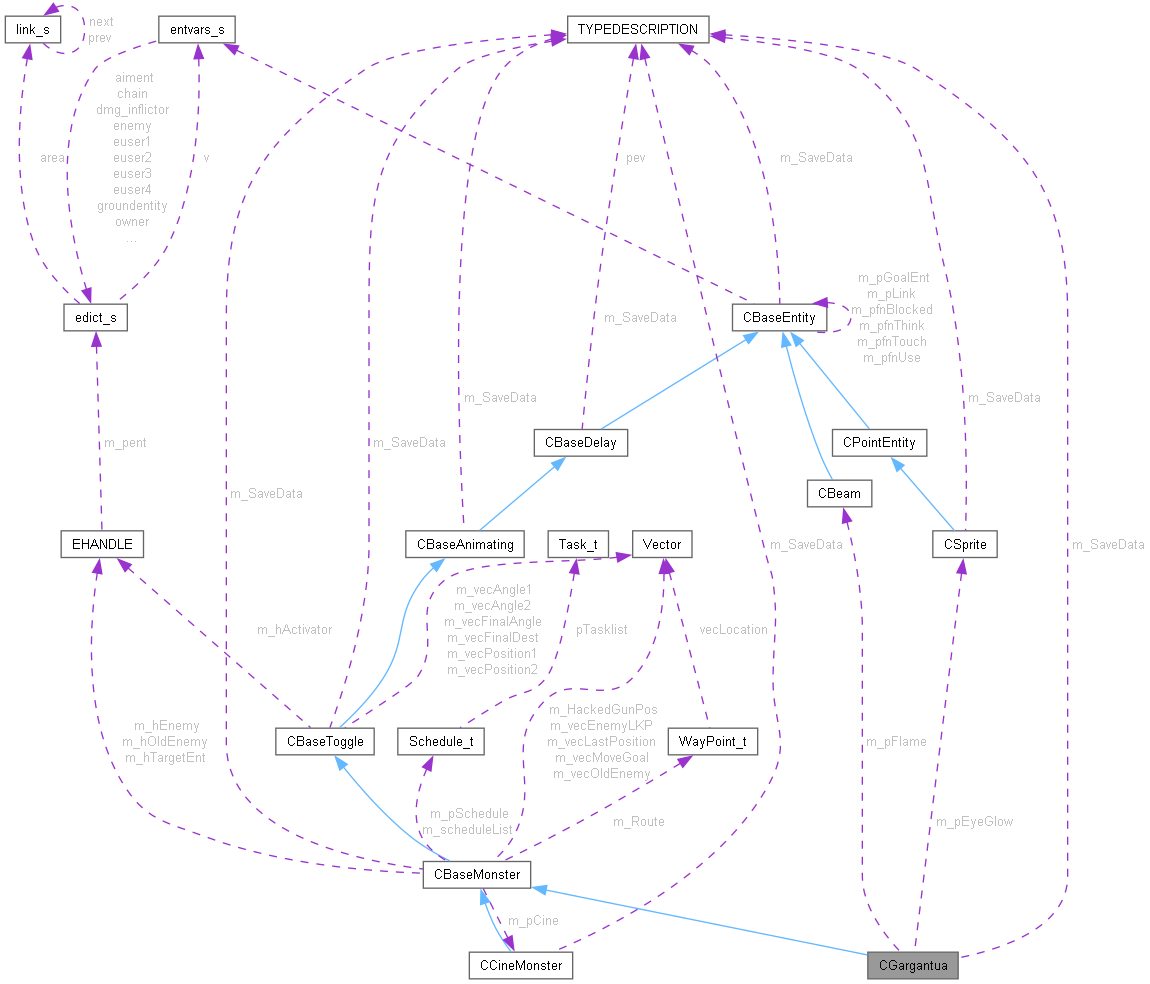 link_s
entvars_s
TYPEDESCRIPTION
next
prev
aiment
chain
dmg_inflictor
enemy
euser1
euser2
euser3
euser4
groundentity
owner
...
area
v
pev
m_SaveData
edict_s
m_SaveData
CBaseEntity
m_pGoalEnt
m_pLink
m_pfnBlocked
m_pfnThink
m_pfnTouch
m_pfnUse
m_SaveData
m_SaveData
m_pent
m_SaveData
CBaseDelay
CPointEntity
m_SaveData
CBeam
EHANDLE
CBaseAnimating
Task_t
Vector
m_SaveData
CSprite
m_SaveData
m_hActivator
m_vecAngle1
m_vecAngle2
m_vecFinalAngle
m_vecFinalDest
m_vecPosition1
m_vecPosition2
pTasklist
vecLocation
m_hEnemy
m_hOldEnemy
m_hTargetEnt
CBaseToggle
Schedule_t
m_HackedGunPos
m_vecEnemyLKP
m_vecLastPosition
m_vecMoveGoal
m_vecOldEnemy
WayPoint_t
m_pFlame
m_pSchedule
m_scheduleList
m_Route
m_pEyeGlow
CBaseMonster
m_pCine
CCineMonster
CGargantua